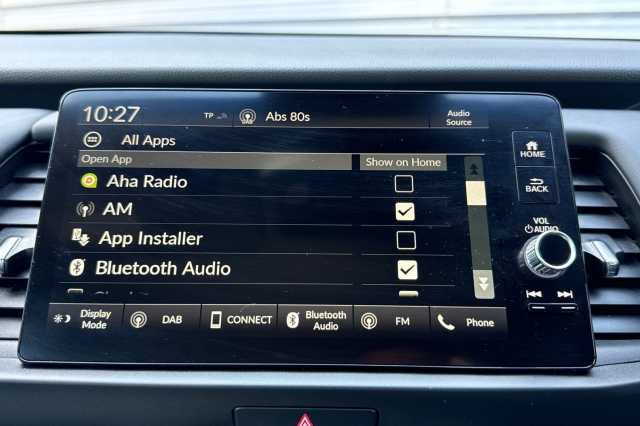 10:27 TP DAB Abs 80s Audio Source
All Apps
Open App Show on Home
Aha Radio
AM
App Installer
Bluetooth Audio
Display Mode DAB CONNECT Bluetooth Audio FM Phone
HOME
BACK
VOL
AUDIO